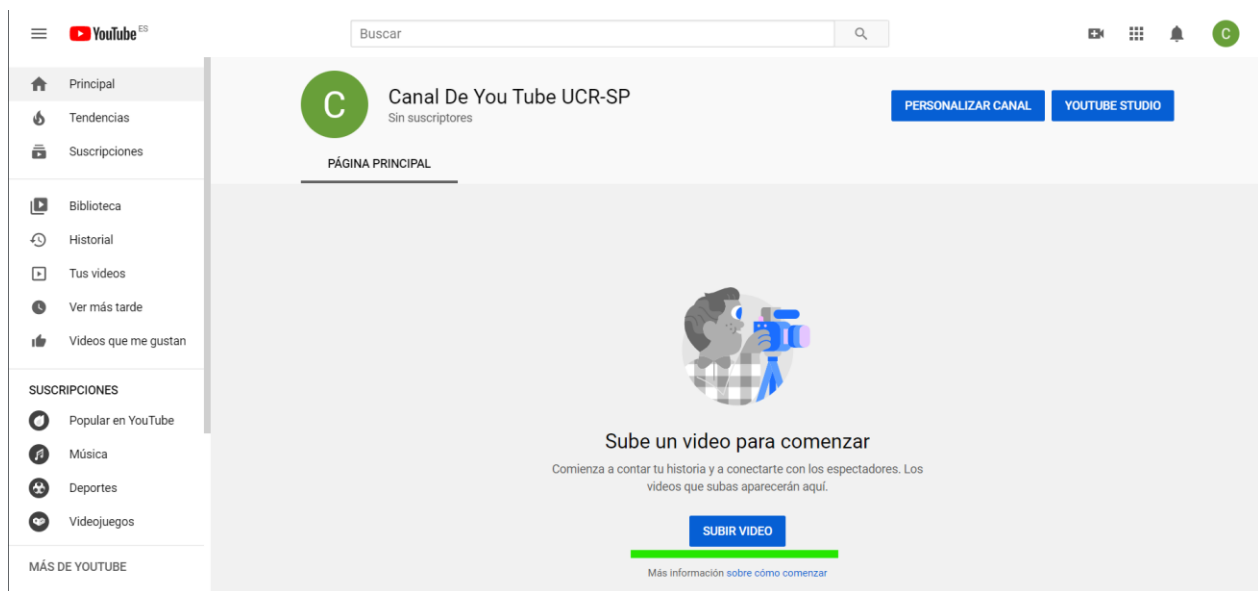 YouTube ES
Buscar
C
Principal
Tendencias
Suscripciones
Biblioteca
Historial
Tus videos
Ver más tarde
Videos que me gustan
SUSCRIPCIONES
Popular en YouTube
Música
Deportes
Videojuegos
MÁS DE YOUTUBE
C
Canal De You Tube UCR-SP
Sin suscriptores
PERSONALIZAR CANAL
YOUTUBE STUDIO
PÁGINA PRINCIPAL
Sube un video para comenzar
Comienza a contar tu historia y a conectarte con los espectadores. Los
videos que subas aparecerán aquí.
SUBIR VIDEO
Más información sobre cómo comenzar